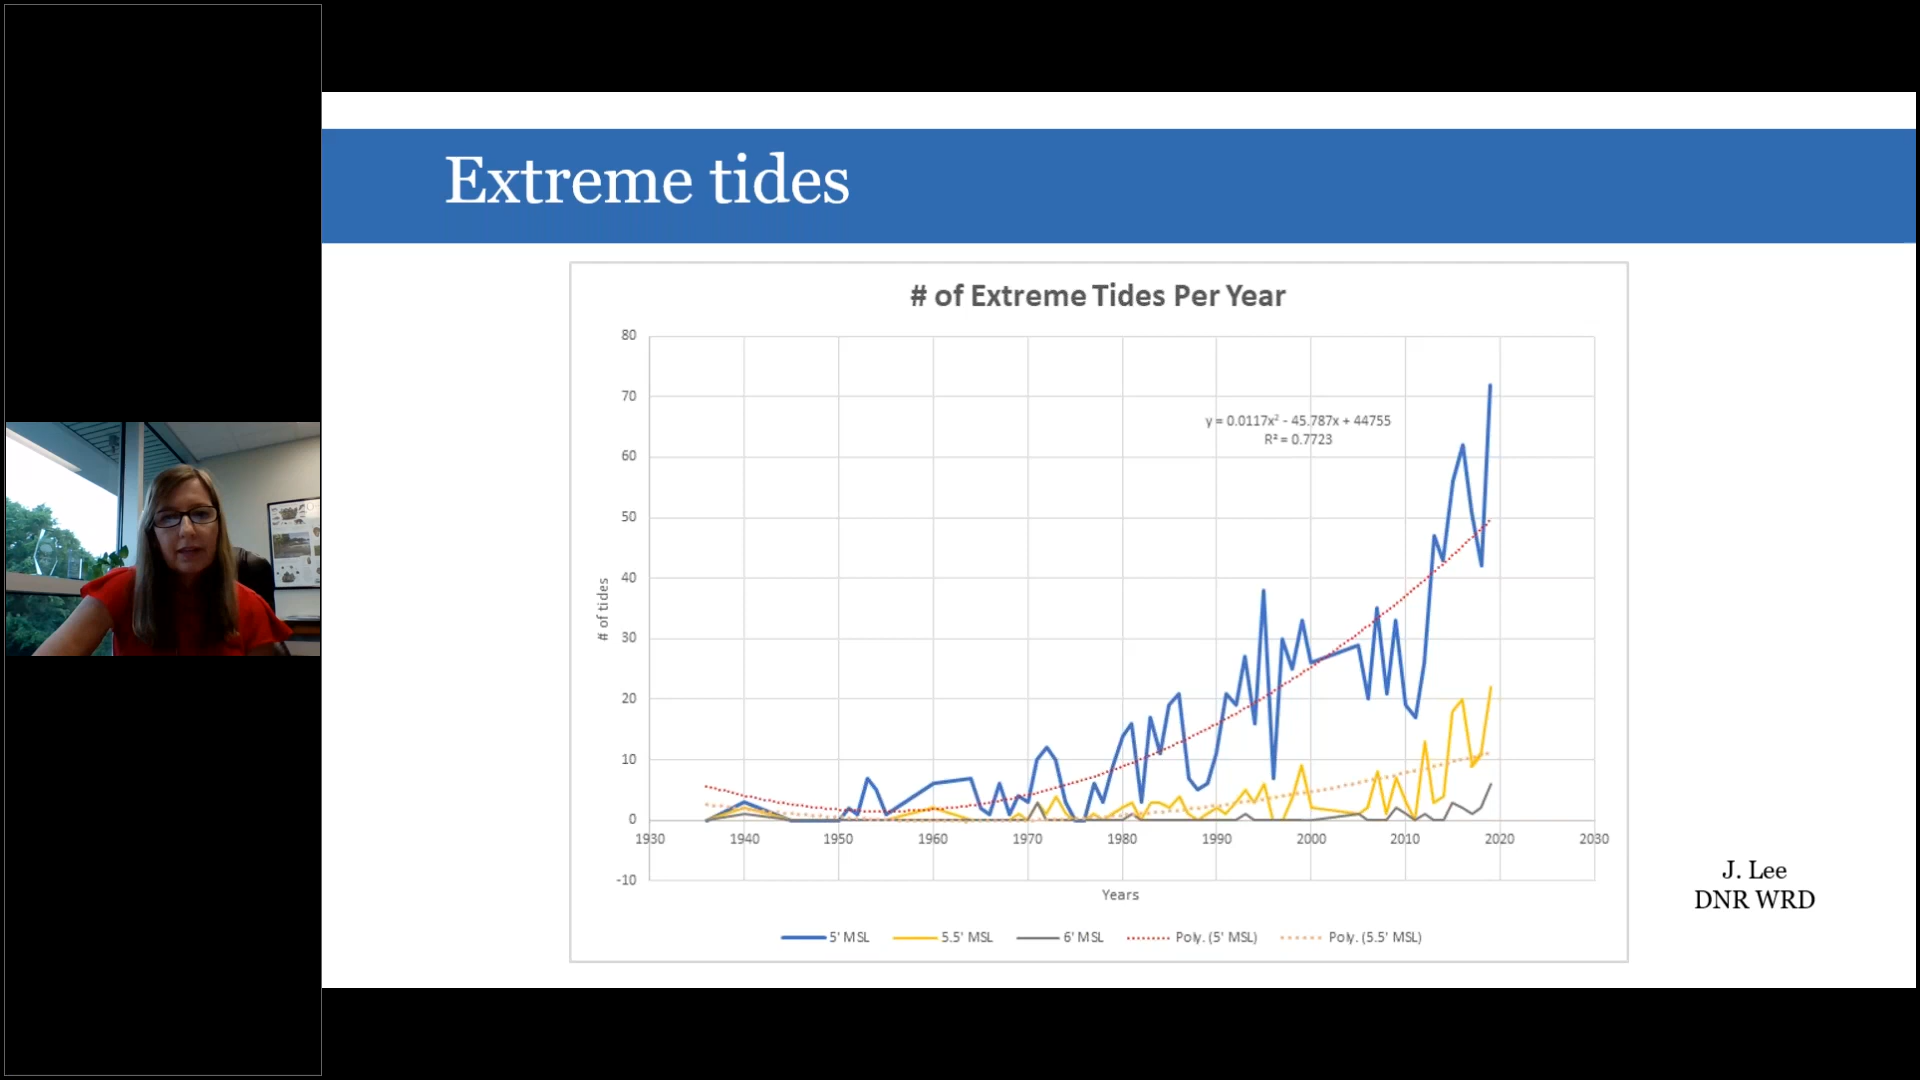 Extreme tides
# of Extreme Tides Per Year
80
70
60
50
40
30
20
10
0
-10
# of tides
y = 0.0117x² - 45.787x + 44755
R² = 0.7723
1930 1940 1950 1960 1970 1980 1990 2000 2010 2020 2030
Years
5' MSL 5.5' MSL 6' MSL Poly. (5' MSL) Poly. (5.5' MSL)
J. Lee
DNR WRD